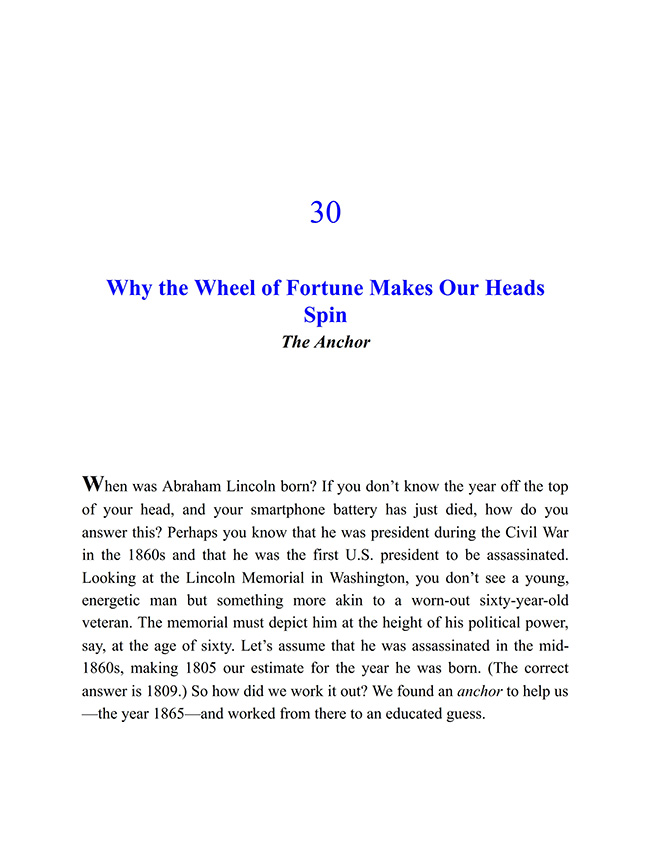 30
Why the Wheel of Fortune Makes Our Heads
Spin
The Anchor
When was Abraham Lincoln born? If you don’t know the year off the top
of your head, and your smartphone battery has just died, how do you
answer this? Perhaps you know that he was president during the Civil War
in the 1860s and that he was the first U.S. president to be assassinated.
Looking at the Lincoln Memorial in Washington, you don’t see a young,
energetic man but something more akin to a worn-out sixty-year-old
veteran. The memorial must depict him at the height of his political power,
say, at the age of sixty. Let’s assume that he was assassinated in the mid-
1860s, making 1805 our estimate for the year he was born. (The correct
answer is 1809.) So how did we work it out? We found an anchor to help us
—the year 1865—and worked from there to an educated guess.